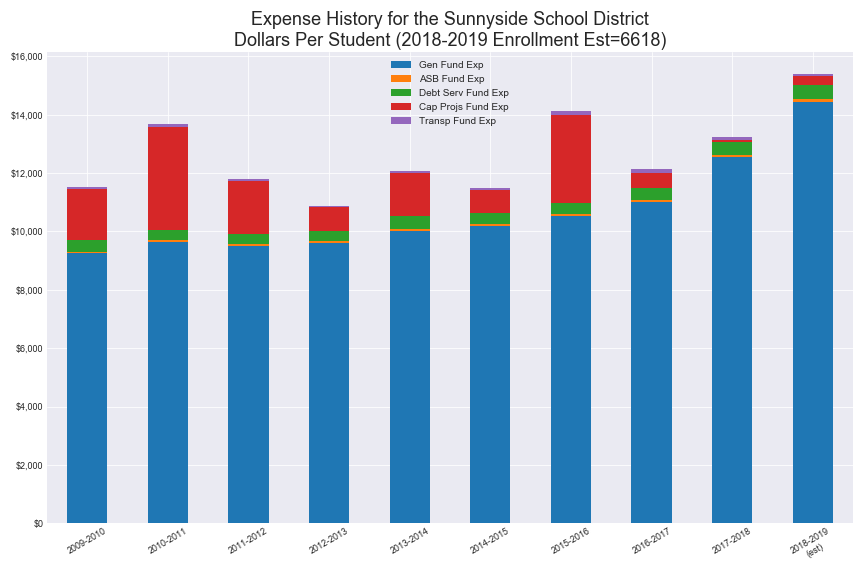 Expense History for the Sunnyside School District
Dollars Per Student (2018-2019 Enrollment Est=6618)
Gen Fund Exp
ASB Fund Exp
Debt Serv Fund Exp
Cap Projs Fund Exp
Transp Fund Exp
$16,000
$14,000
$12,000
$10,000
$8,000
$6,000
$4,000
$2,000
$0
2009-2010
2010-2011
2011-2012
2012-2013
2013-2014
2014-2015
2015-2016
2016-2017
2017-2018
2018-2019
(est)